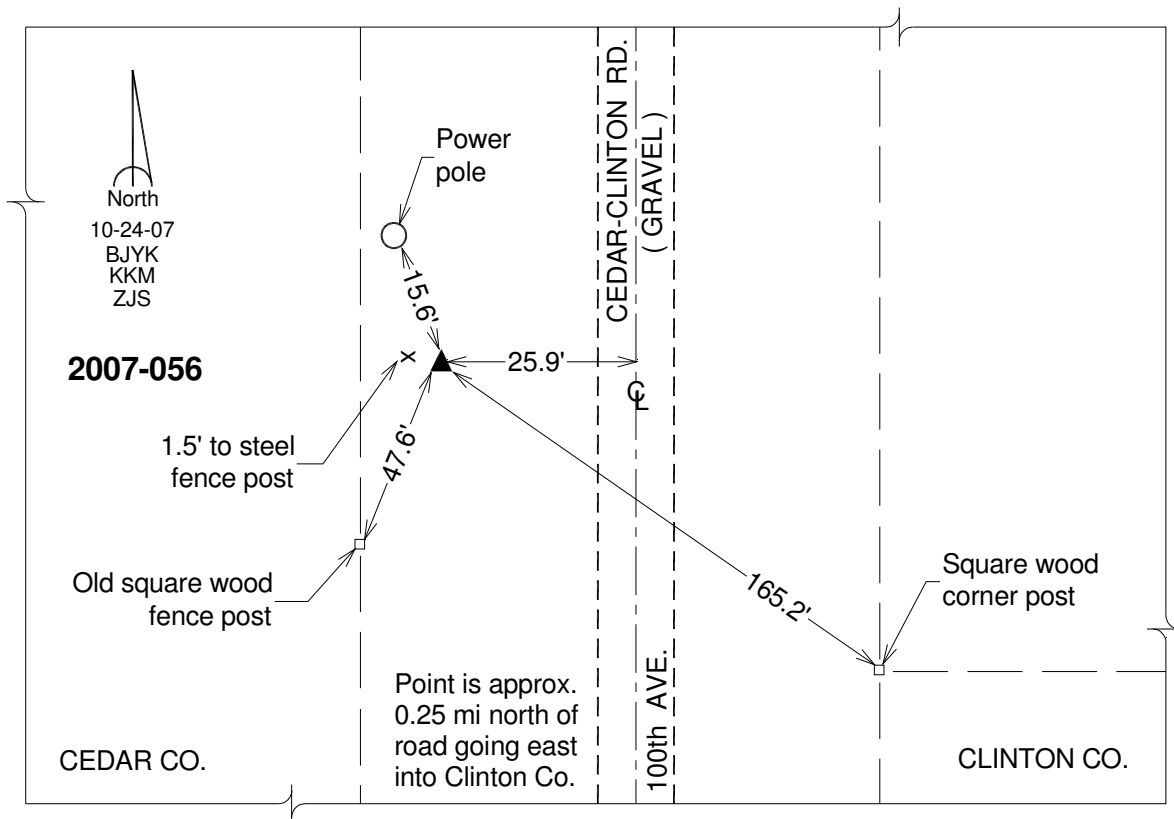 North
10-24-07
BJYK
KKM
ZJS
2007-056
Power
pole
15.6'
x
25.9'
CEDAR-CLINTON RD.
( GRAVEL )
CL
1.5' to steel
fence post
47.6'
Old square wood
fence post
165.2'
Square wood
corner post
Point is approx.
0.25 mi north of
road going east
into Clinton Co.
100th AVE.
CEDAR CO.
CLINTON CO.